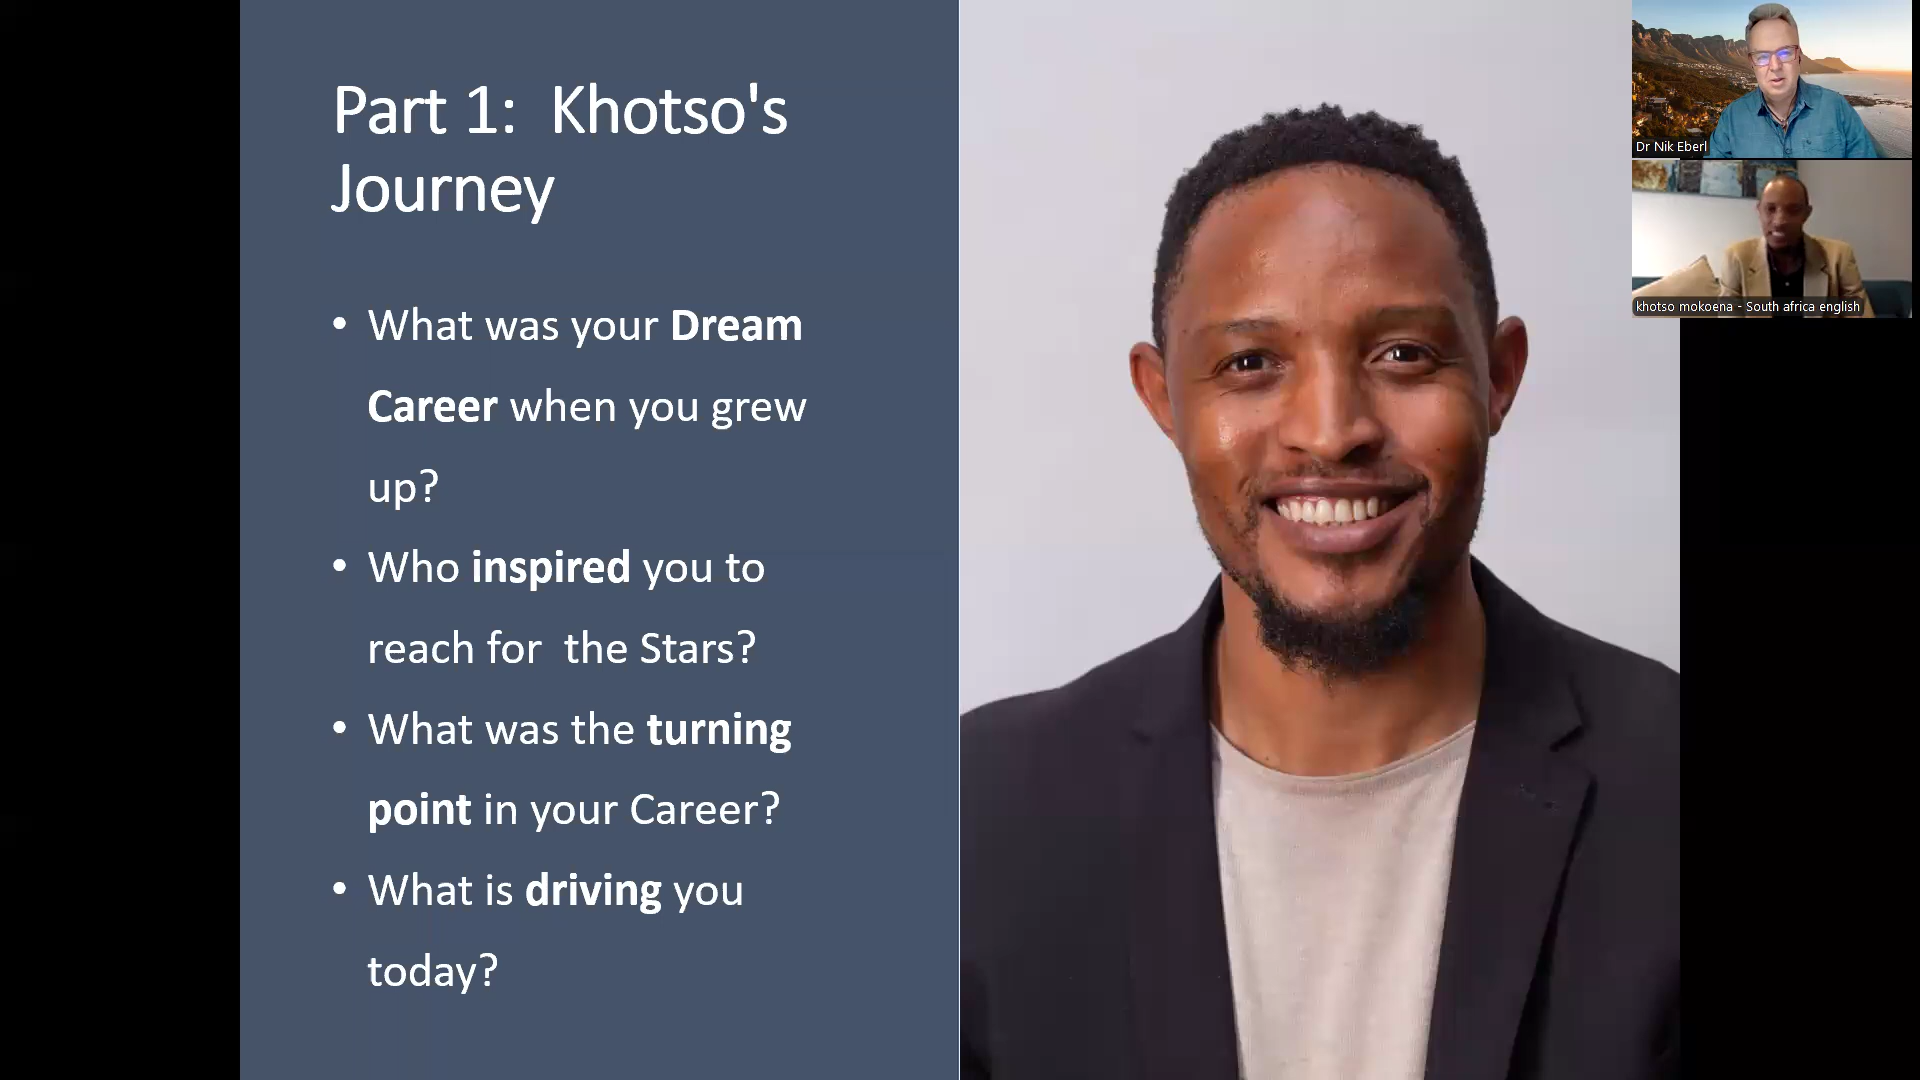 Part 1:  Khotso's
Journey
• What was your Dream
Career when you grew
up?
• Who inspired you to
reach for  the Stars?
• What was the turning
point in your Career?
• What is driving you
today?
Dr Nik Eberl
khotso mokoena - South africa english